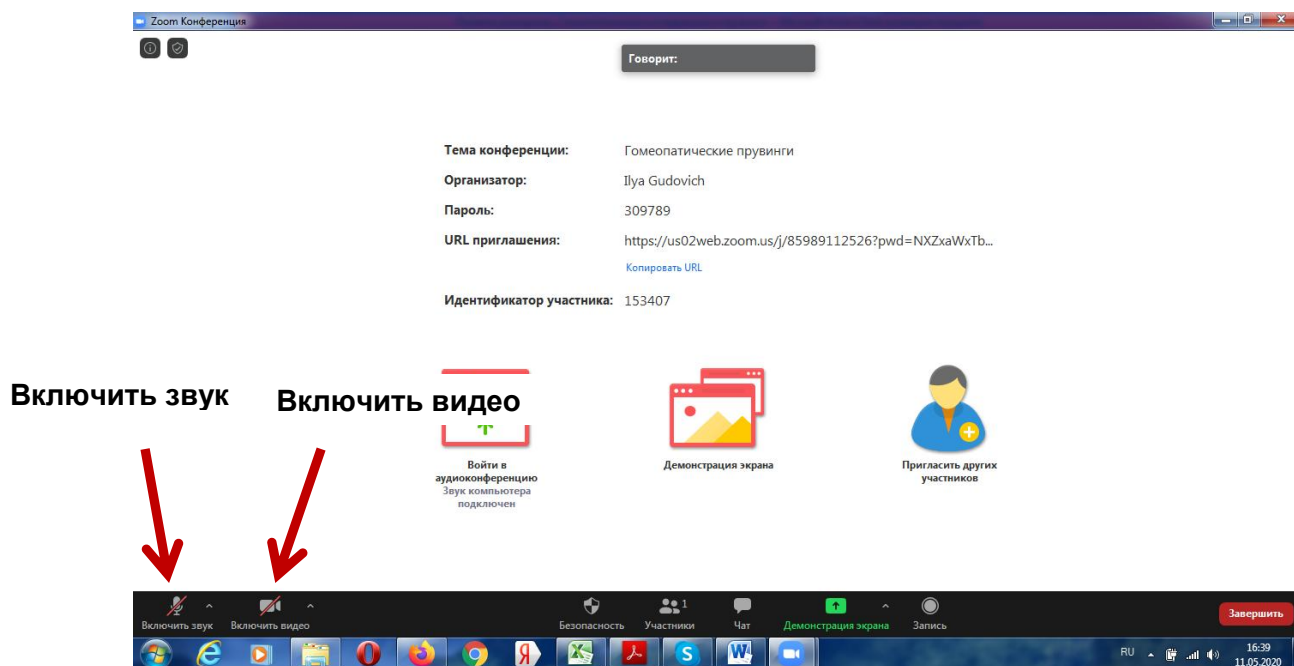 Zoom Конференция
Говорит:
Тема конференции: Гомеопатические прувинги
Организатор: Ilya Gudovich
Пароль: 309789
URL приглашения: https://us02web.zoom.us/j/85989112526?pwd=NXZxaWxTb...
Копировать URL
Идентификатор участника: 153407
Включить звук Включить видео
Войти в
аудиоконференцию
Звук компьютера
подключен
Демонстрация экрана
Пригласить других
участников
Включить звук Включить видео Безопасность Участники 1 Чат Демонстрация экрана Запись Завершить
RU 16:39
11.05.2020